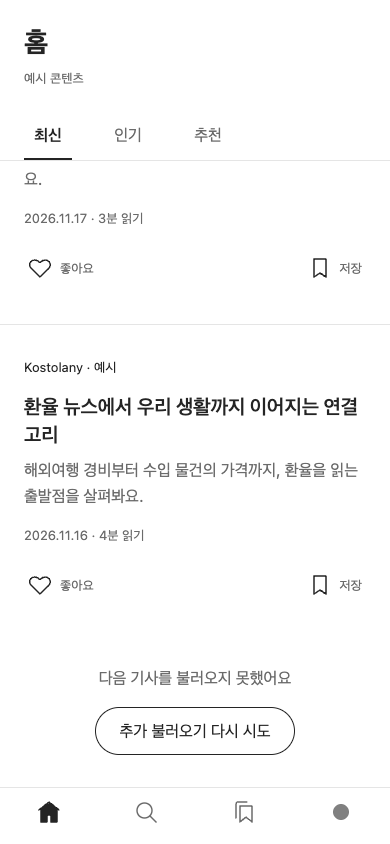 홈
예시 콘텐츠
최신 인기 추천
요.
2026.11.17 · 3분 읽기
좋아요 저장
Kostolany · 예시
환율 뉴스에서 우리 생활까지 이어지는 연결
고리
해외여행 경비부터 수입 물건의 가격까지, 환율을 읽는
출발점을 살펴봐요.
2026.11.16 · 4분 읽기
좋아요 저장
다음 기사를 불러오지 못했어요
추가 불러오기 다시 시도